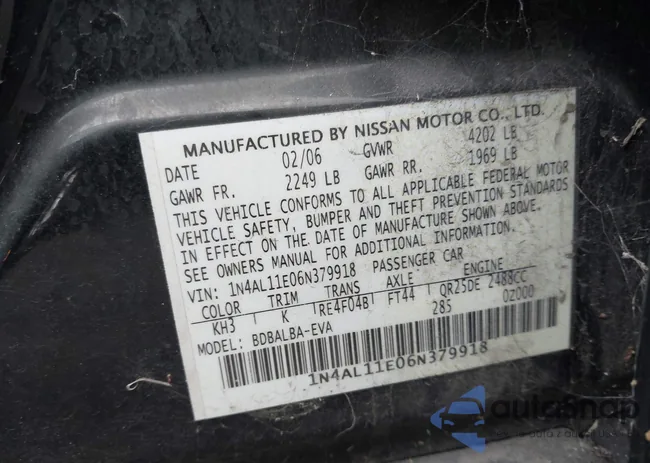 MANUFACTURED BY NISSAN MOTOR CO., LTD.
DATE 02/06 GVWR 4202 LB
GAWR FR. 2249 LB GAWR RR. 1969 LB
THIS VEHICLE CONFORMS TO ALL APPLICABLE FEDERAL MOTOR
VEHICLE SAFETY, BUMPER AND THEFT PREVENTION STANDARDS
IN EFFECT ON THE DATE OF MANUFACTURE SHOWN ABOVE.
SEE OWNERS MANUAL FOR ADDITIONAL INFORMATION.
VIN: 1N4AL11E06N379918 PASSENGER CAR
COLOR TRIM TRANS AXLE ENGINE
KH3 K RE4F04B FT44 QR25DE 2488CC
285 0Z000
MODEL: BDBALBA-EVA
1N4AL11E06N379918
autosnap